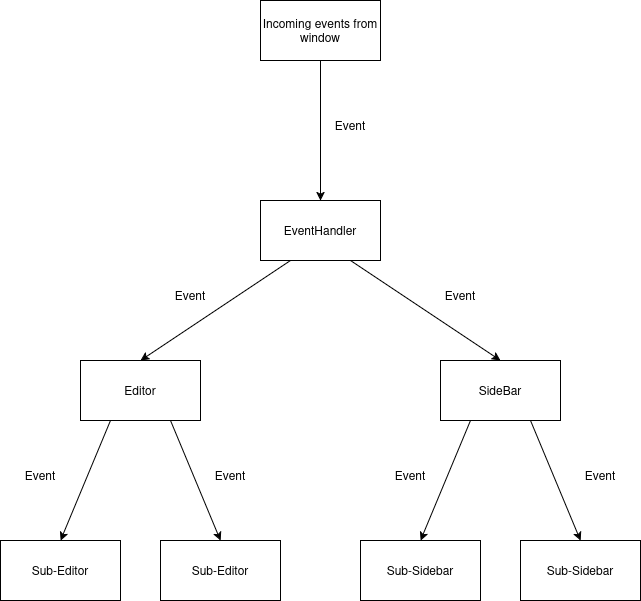 Incoming events from
window
Event
EventHandler
Event
Event
Editor
SideBar
Event
Event
Event
Event
Sub-Editor
Sub-Editor
Sub-Sidebar
Sub-Sidebar